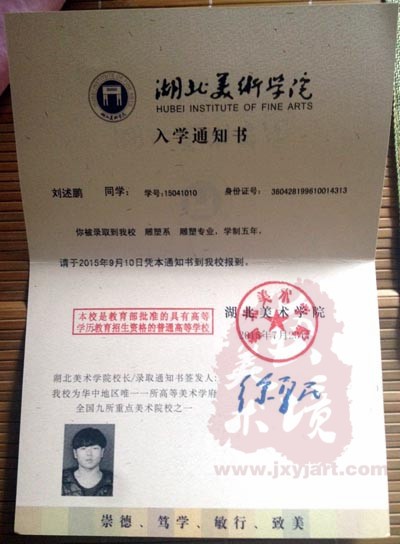 湖北美術学院
HUBEI INSTITUTE OF FINE ARTS
入学通知书
刘述鹏 同学： 学号:15041010 身份证号： 360428199610014313
你被录取到我校 雕塑系 雕塑专业，学制五年。
请于2015年9月10日凭本通知书到我校报到。
本校是教育部批准的具有高等
学历教育招生资格的普通高等学校
湖北美术学院
湖北美术学院校长/录取通知书签发人:
我校为华中地区唯一一所高等美术学府
全国九所重点美术院校之一
www.jxyjart.com
崇德、笃学、敏行、致美